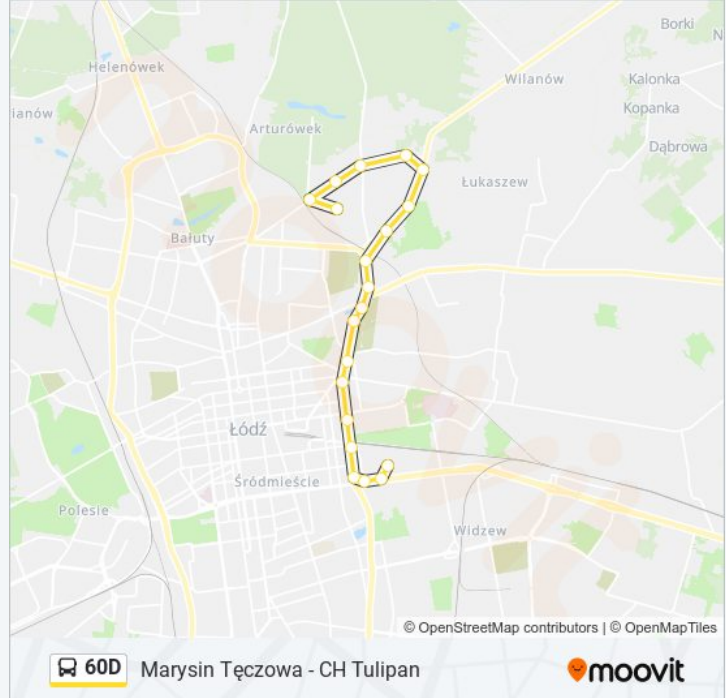 Borki
N
Helenówek
Wilanów
Kalonka
ianów
Kopanka
Arturówek
Dąbrowa
Łukaszew
Bałuty
Łódź
Śródmieście
Polesie
Widzew
© OpenStreetMap contributors | © OpenMapTiles
60D Marysin Tęczowa - CH Tulipan
moovit